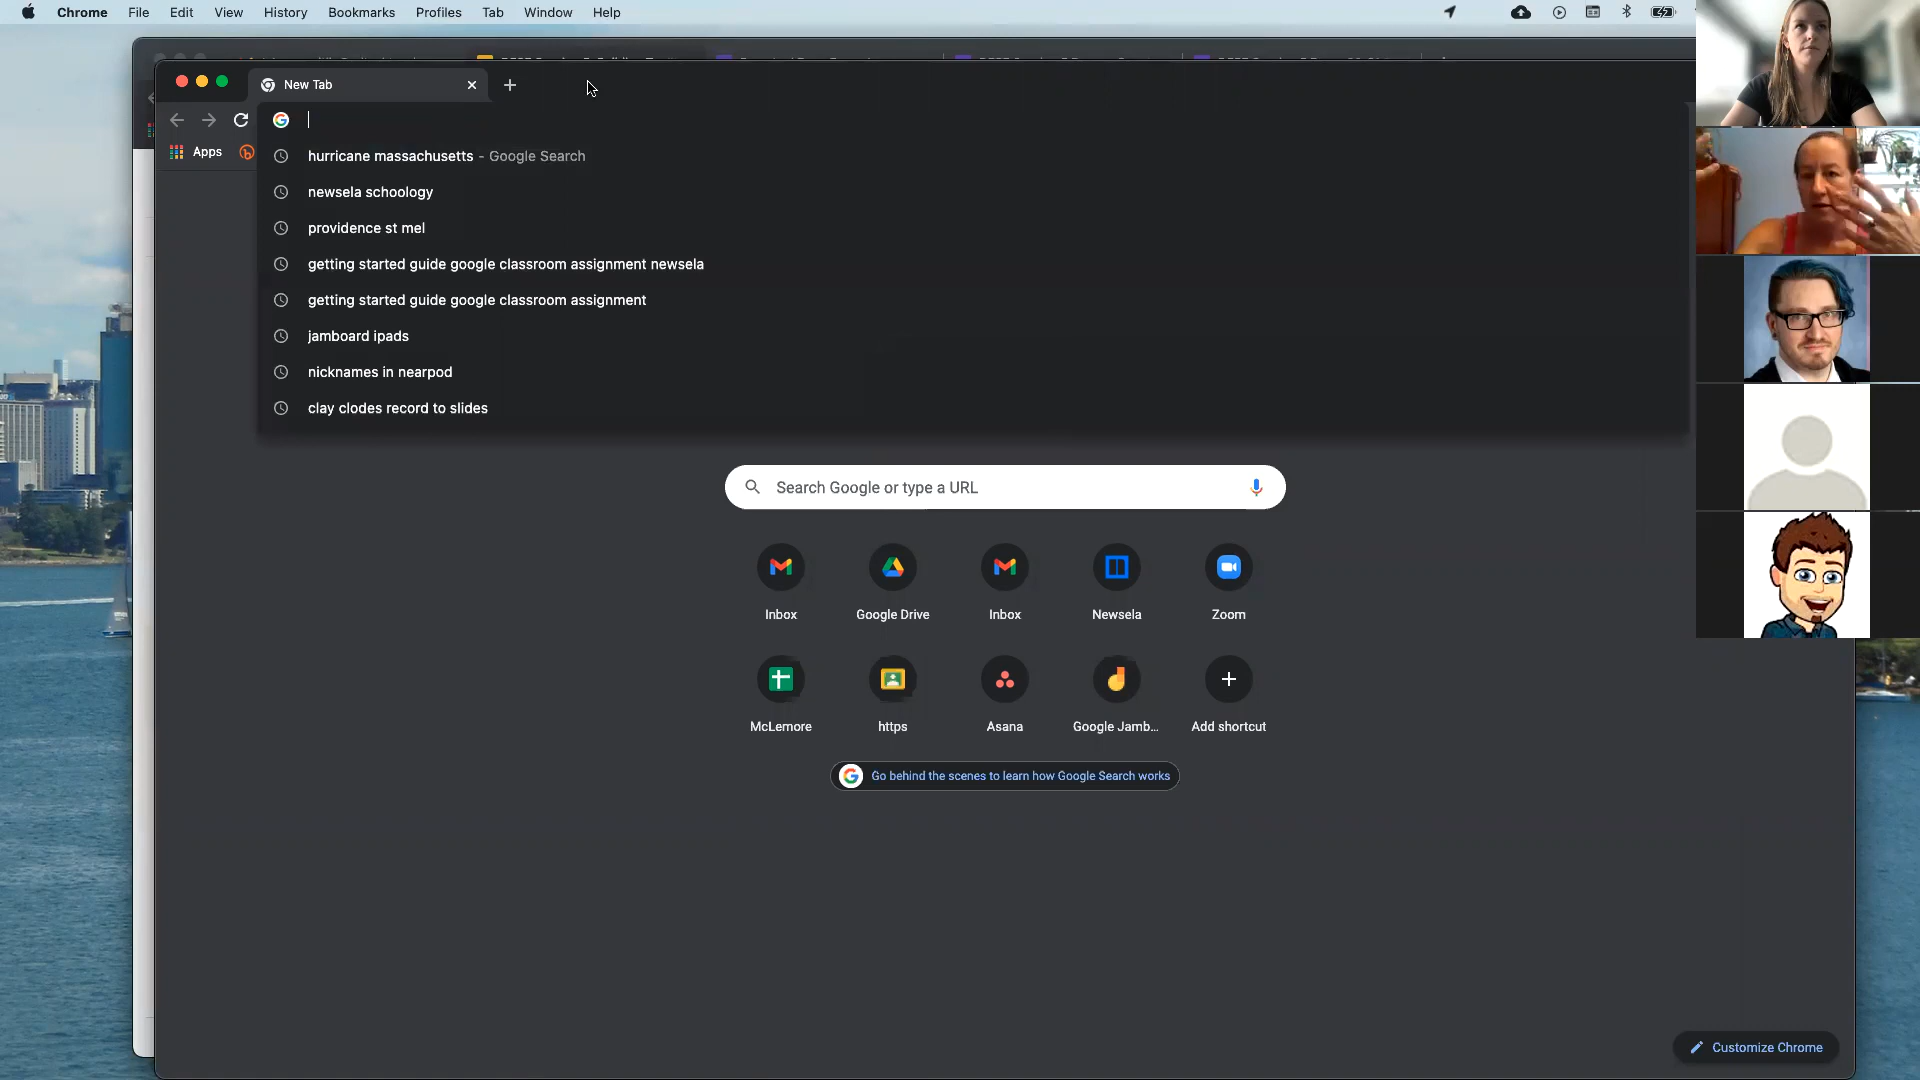 Chrome File Edit View History Bookmarks Profiles Tab Window Help
New Tab
hurricane massachusetts - Google Search
Apps
newsela schoology
providence st mel
getting started guide google classroom assignment newsela
getting started guide google classroom assignment
jamboard ipads
nicknames in nearpod
clay clodes record to slides
Search Google or type a URL
Inbox Google Drive Inbox Newsela Zoom
McLemore https Asana Google Jamb... Add shortcut
Go behind the scenes to learn how Google Search works
Customize Chrome